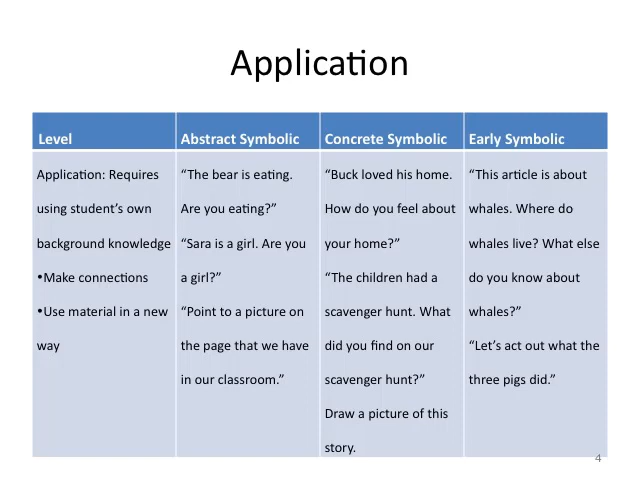 Application
Level
Abstract Symbolic
Concrete Symbolic
Early Symbolic
Application: Requires
using student’s own
background knowledge
•Make connections
•Use material in a new
way
“The bear is eating.
Are you eating?”
“Sara is a girl. Are you
a girl?”
“Point to a picture on
the page that we have
in our classroom.”
“Buck loved his home.
How do you feel about
your home?”
“The children had a
scavenger hunt. What
did you find on our
scavenger hunt?”
Draw a picture of this
story.
“This article is about
whales. Where do
whales live? What else
do you know about
whales?”
“Let’s act out what the
three pigs did.”
4